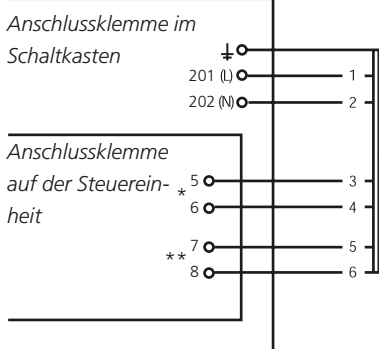 Anschlussklemme im
Schaltkasten
201 (L) 1
202 (N) 2
Anschlussklemme
auf der Steuerein-
heit
* 5 3
6 4
** 7 5
8 6